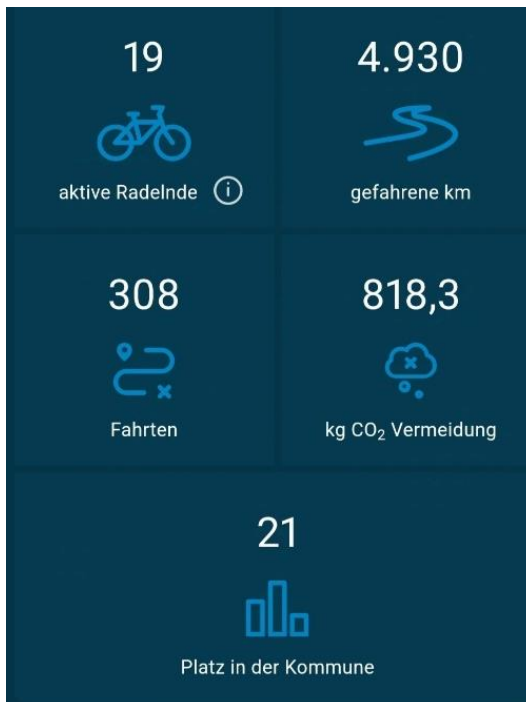 19
4.930
aktive Radelnde
gefahrene km
308
818,3
Fahrten
kg CO₂ Vermeidung
21
Platz in der Kommune